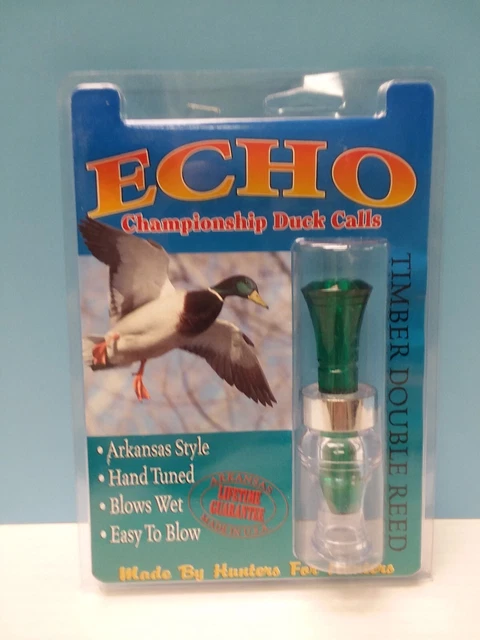 ECHO
Championship Duck Calls
TIMBER DOUBLE REED
• Arkansas Style
• Hand Tuned
• Blows Wet
• Easy To Blow
ARKANSAS
LIFETIME
GUARANTEE
Made By Hunters For Hunters